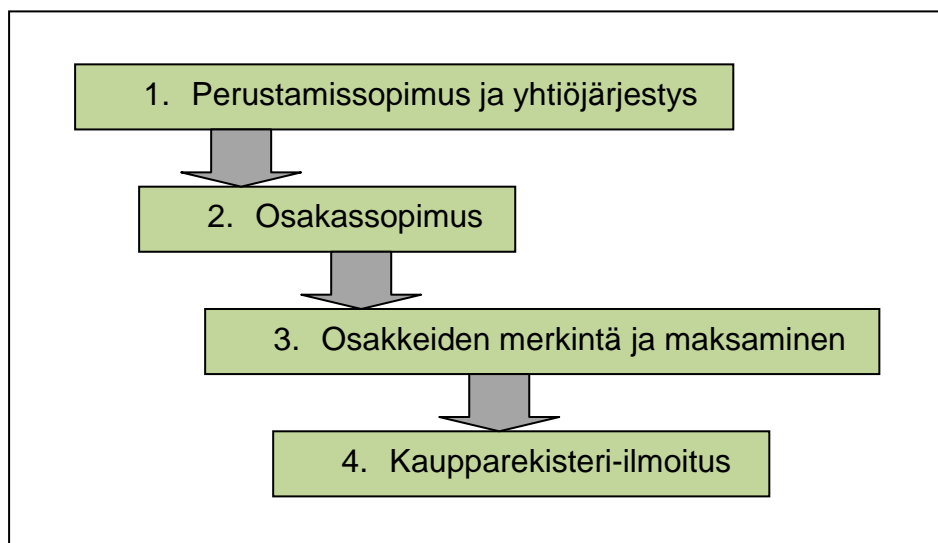 1. Perustamissopimus ja yhtiöjärjestys
2. Osakassopimus
3. Osakkeiden merkintä ja maksaminen
4. Kaupparekisteri-ilmoitus